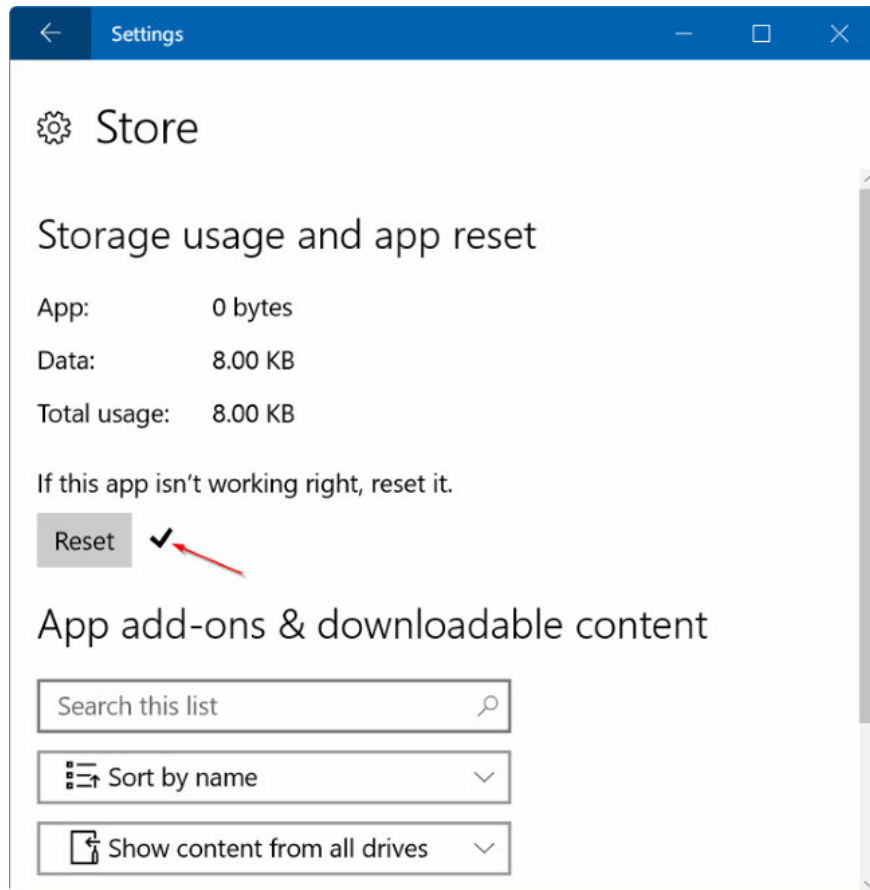 Settings
Store
Storage usage and app reset
App: 0 bytes
Data: 8.00 KB
Total usage: 8.00 KB
If this app isn't working right, reset it.
Reset
App add-ons & downloadable content
Search this list
Sort by name
Show content from all drives